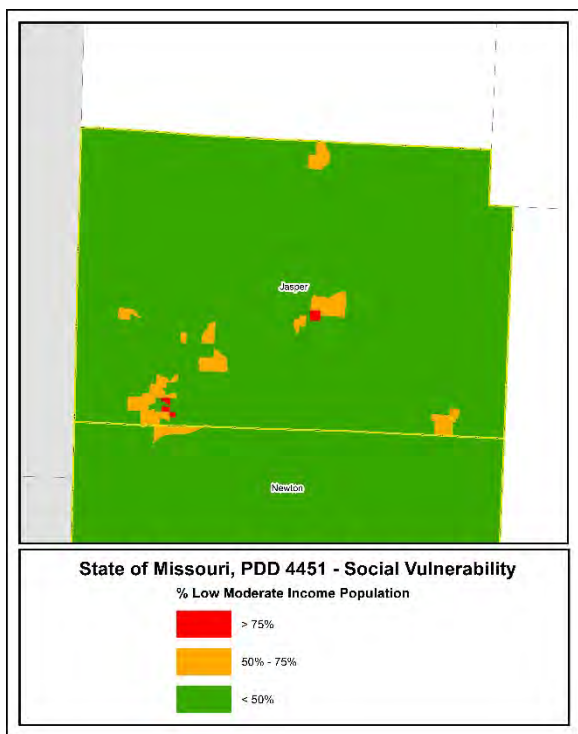 Jasper
Newton
State of Missouri, PDD 4451 - Social Vulnerability
% Low Moderate Income Population
> 75%
50% - 75%
< 50%